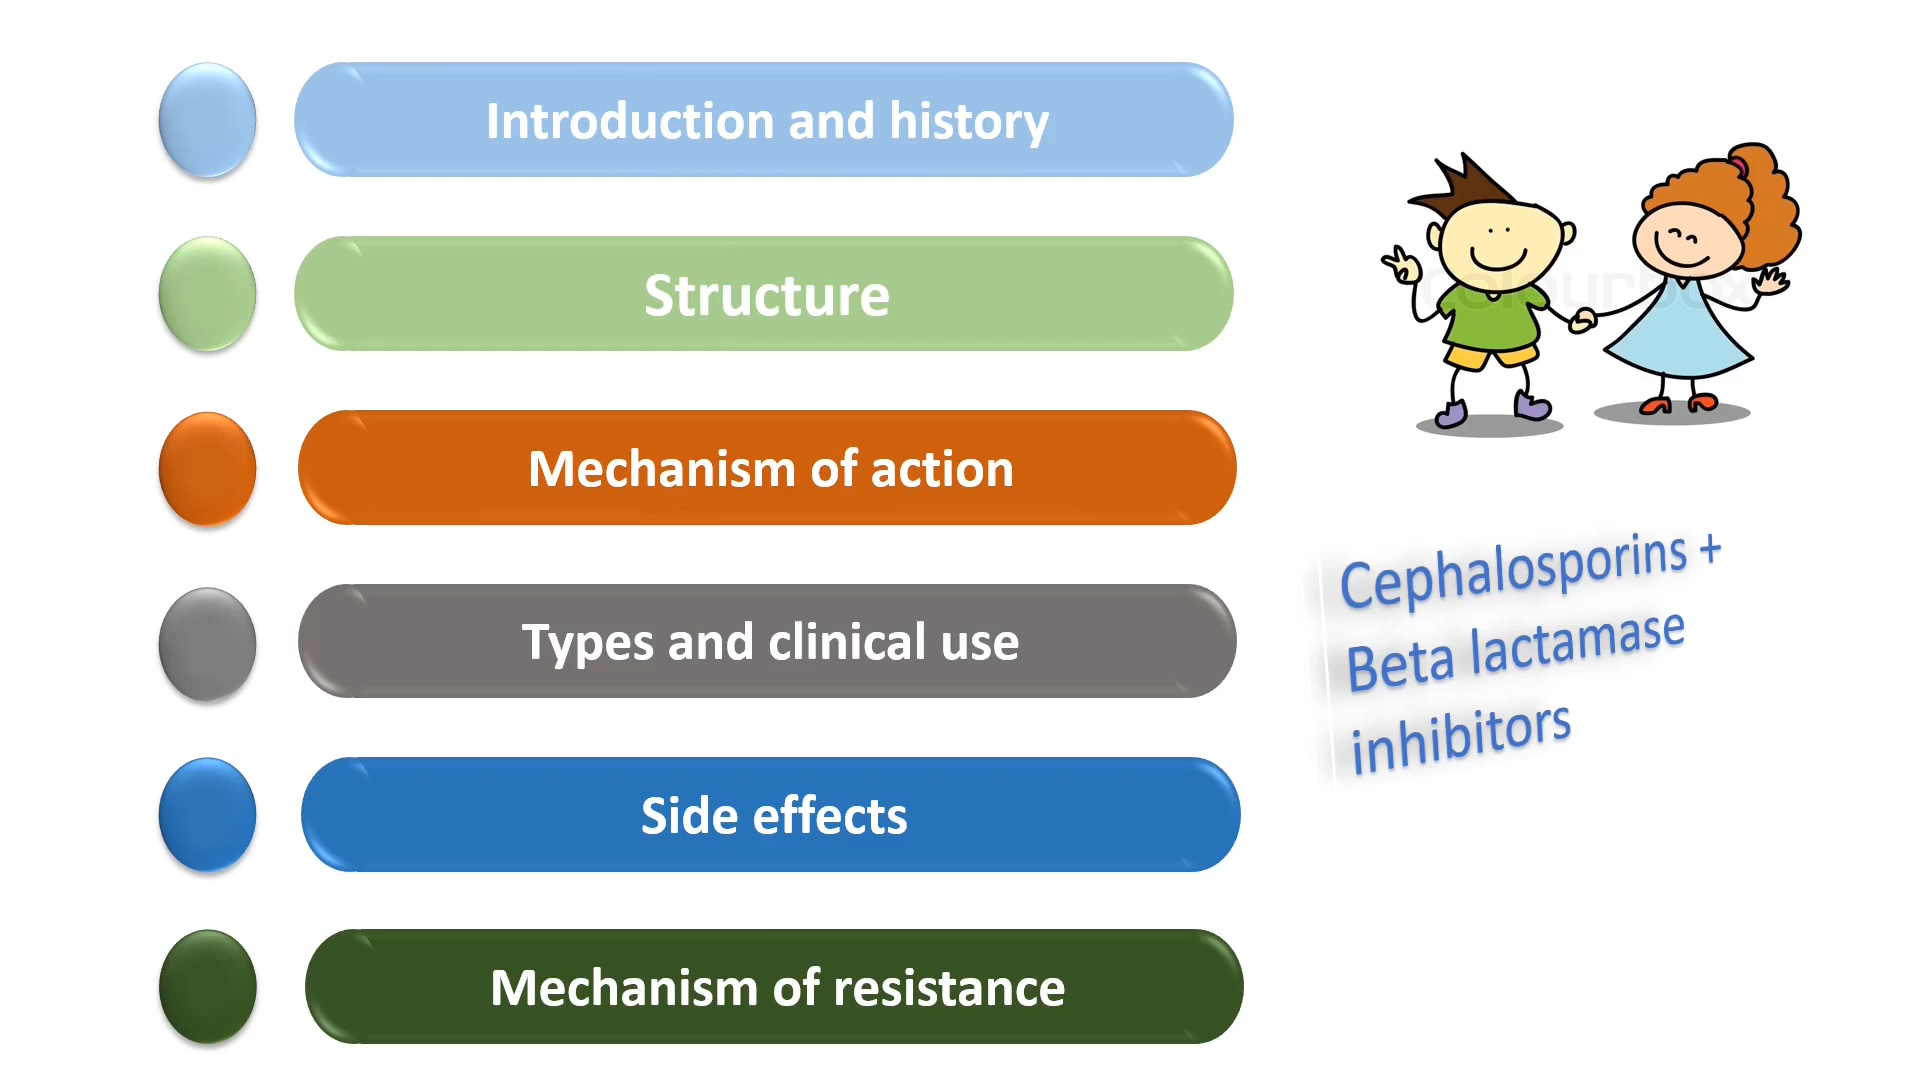 Introduction and history
Structure
Mechanism of action
Types and clinical use
Side effects
Mechanism of resistance
colourbox
Cephalosporins +
Beta lactamase
inhibitors